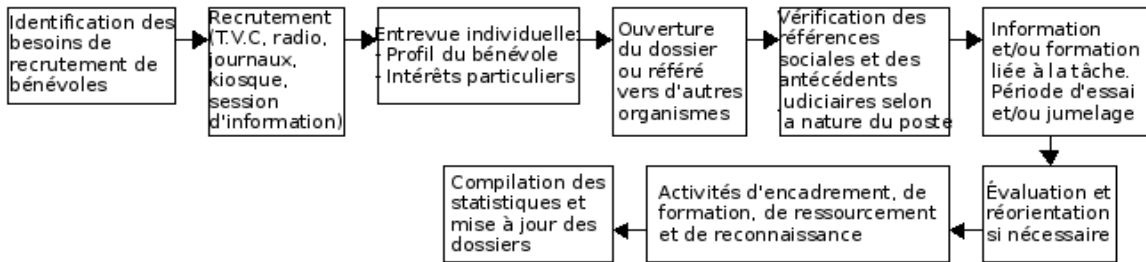 Identification des
besoins de
recrutement de
bénévoles
Recrutement
(T.V.C, radio,
journaux,
kiosque,
session
d'information)
Entrevue individuelle:
- Profil du bénévole
- Intérêts particuliers
Ouverture
du dossier
ou référé
vers d'autres
organismes
Vérification des
références
sociales et des
antécédents
judiciaires selon
la nature du poste
Information
et/ou formation
liée à la tâche.
Période d'essai
et/ou jumelage
Évaluation et
réorientation
si nécessaire
Activités d'encadrement, de
formation, de ressourcement
et de reconnaissance
Compilation des
statistiques et
mise à jour des
dossiers